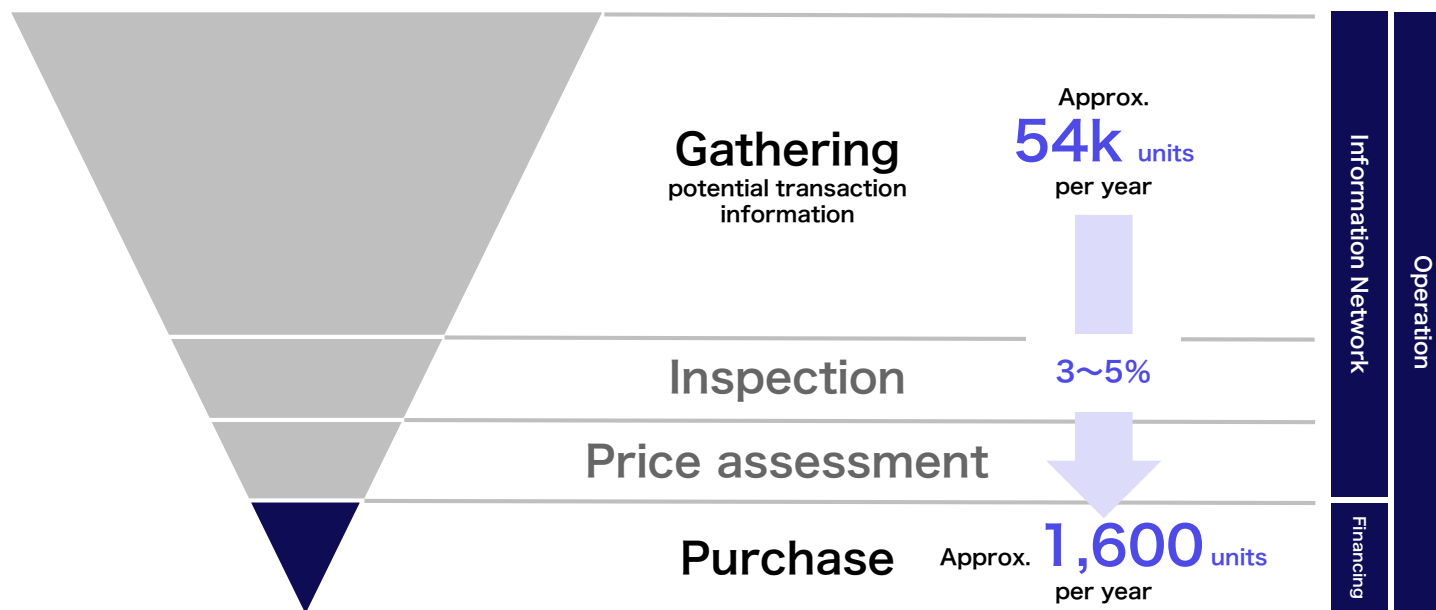 Approx.
54k units
per year
Gathering
potential transaction
information
Inspection
3〜5%
Price assessment
Purchase
Approx. 1,600 units
per year
Information Network
Financing
Operation